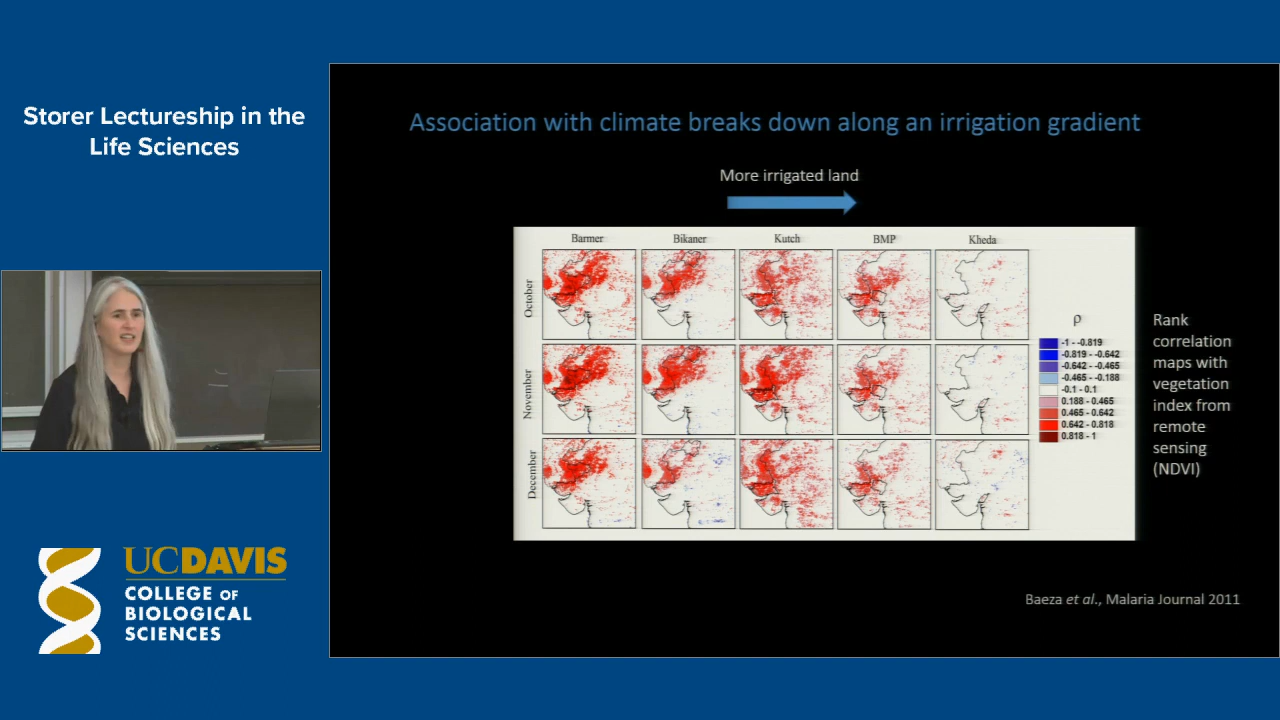 Storer Lectureship in the
Life Sciences
UCDAVIS
COLLEGE OF
BIOLOGICAL
SCIENCES
Association with climate breaks down along an irrigation gradient
More irrigated land
Barmer Bikaner Kutch BMP Kheda
October
November
December
ρ
-1 - -0.819
-0.819 - -0.642
-0.642 - -0.465
-0.465 - -0.188
-0.1 - 0.1
0.188 - 0.465
0.465 - 0.642
0.642 - 0.818
0.818 - 1
Rank
correlation
maps with
vegetation
index from
remote
sensing
(NDVI)
Baeza et al., Malaria Journal 2011